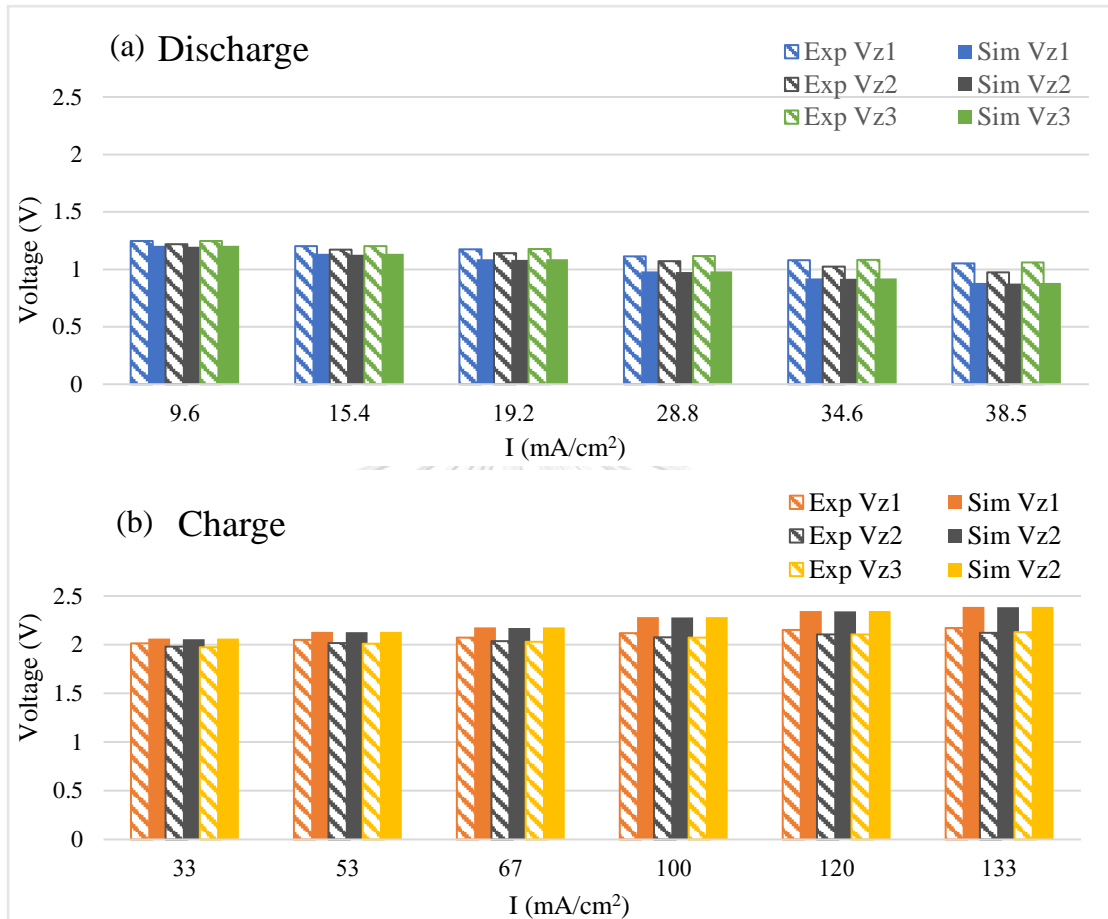 (a) Discharge
Exp Vz1 Sim Vz1
Exp Vz2 Sim Vz2
Exp Vz3 Sim Vz3
2.5
2
1.5
1
0.5
0
Voltage (V)
9.6 15.4 19.2 28.8 34.6 38.5
I (mA/cm²)
(b) Charge
Exp Vz1 Sim Vz1
Exp Vz2 Sim Vz2
Exp Vz3 Sim Vz2
2.5
2
1.5
1
0.5
0
Voltage (V)
33 53 67 100 120 133
I (mA/cm²)